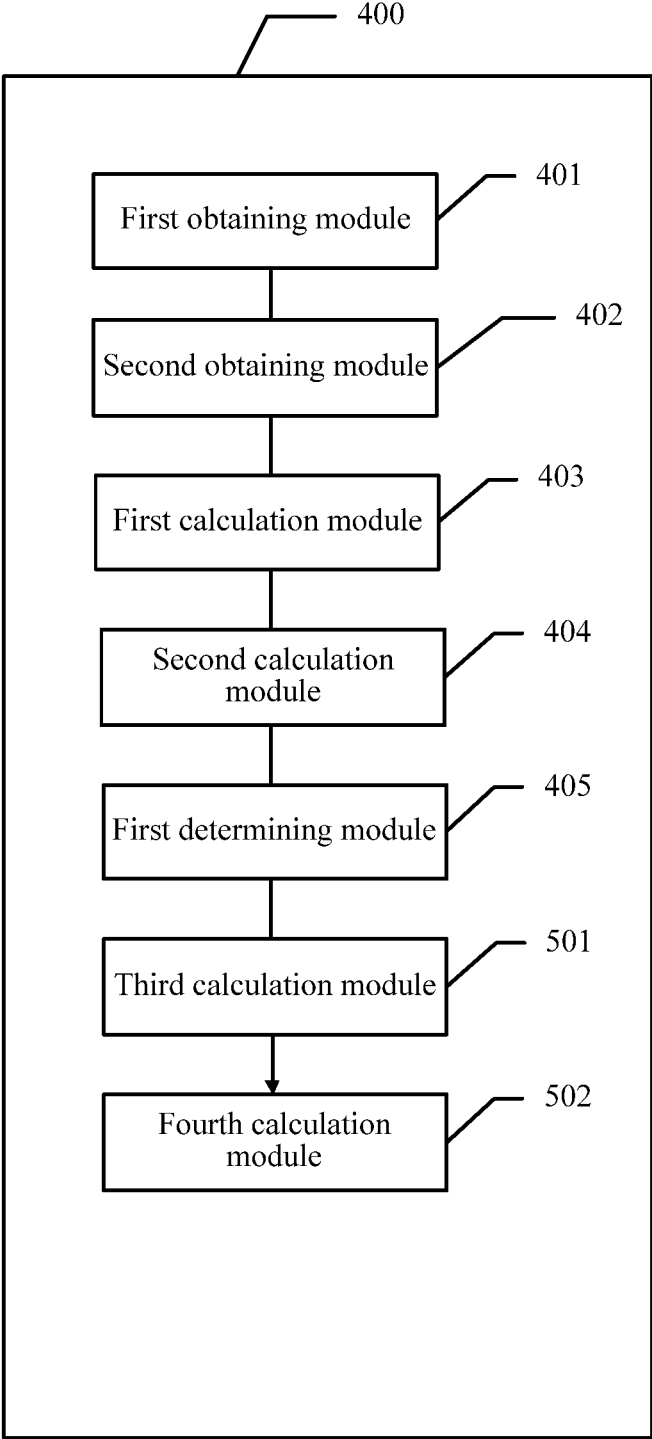 400
First obtaining module
401
Second obtaining module
402
First calculation module
403
Second calculation
module
404
First determining module
405
Third calculation module
501
Fourth calculation
module
502